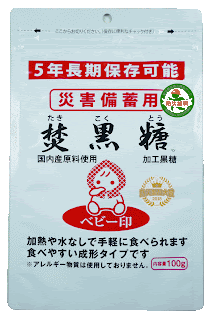 5年長期保存可能
災害備蓄用
たき こく とう
焚黒糖
国内産原料使用 加工黒糖
ベビー印
加熱や水なしで手軽に食べられます
食べやすい成形タイプです
※アレルギー物質は使用しておりません。
内容量100g